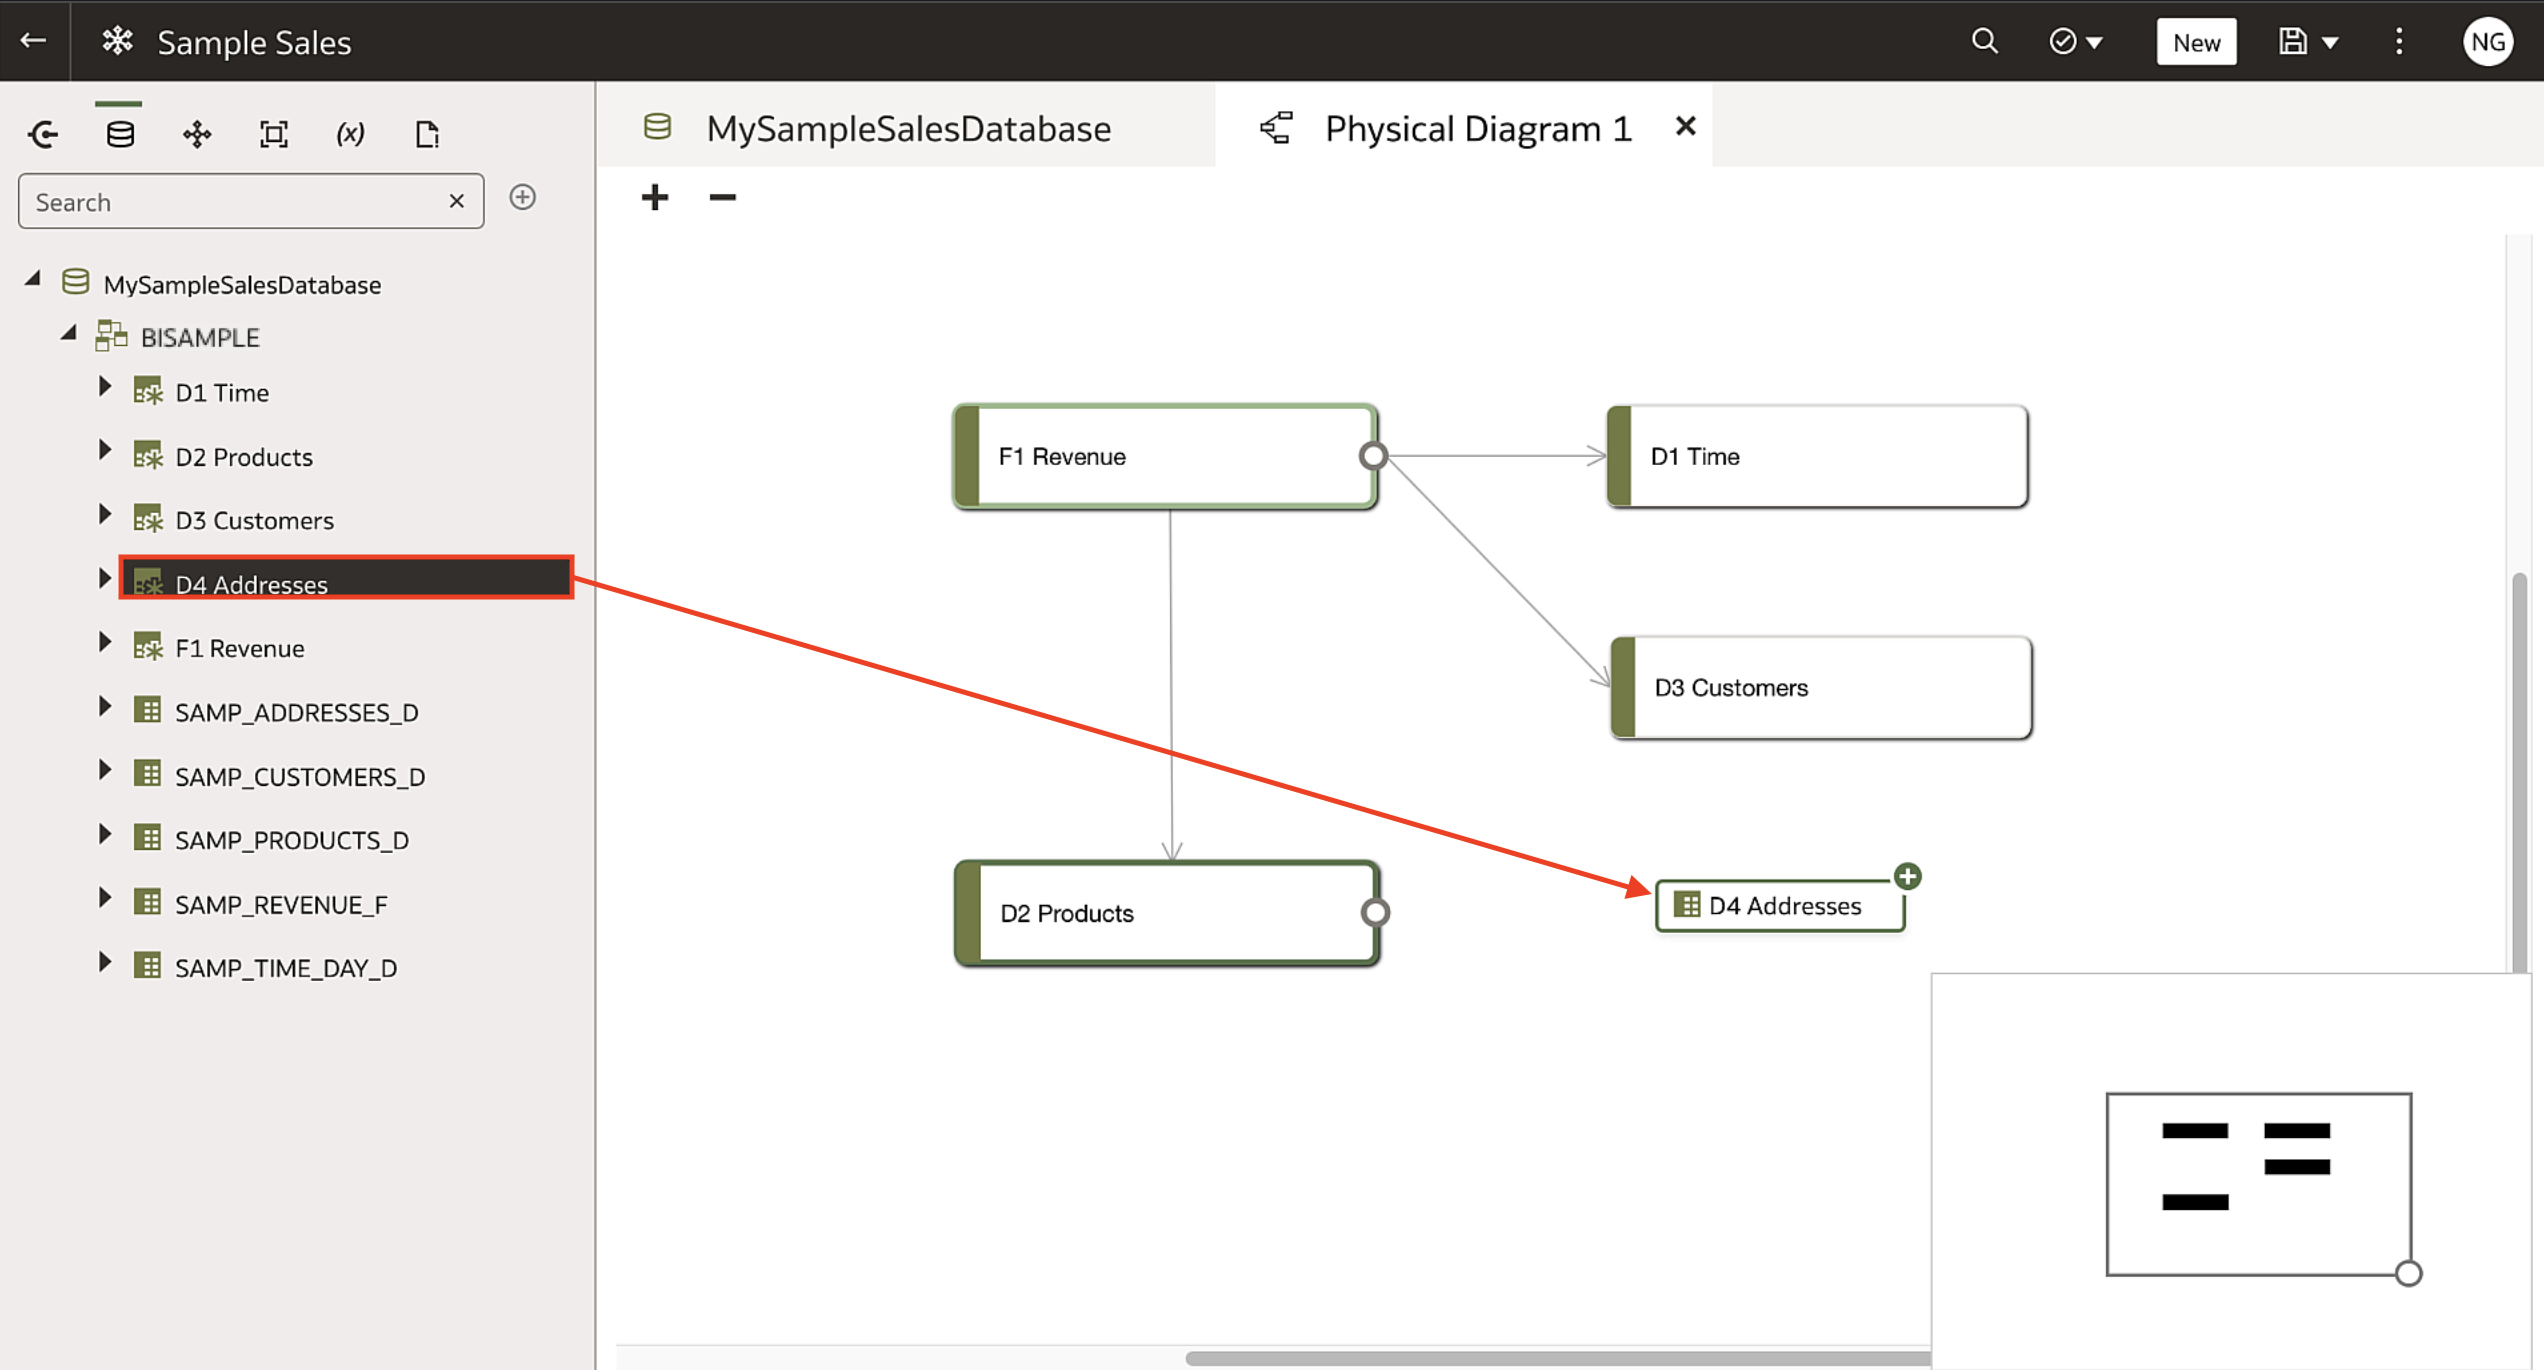 Sample Sales
New
NG
MySampleSalesDatabase
Physical Diagram 1
(x)
Search
MySampleSalesDatabase
BISAMPLE
D1 Time
D2 Products
D3 Customers
D4 Addresses
F1 Revenue
SAMP_ADDRESSES_D
SAMP_CUSTOMERS_D
SAMP_PRODUCTS_D
SAMP_REVENUE_F
SAMP_TIME_DAY_D
F1 Revenue
D1 Time
D3 Customers
D2 Products
D4 Addresses